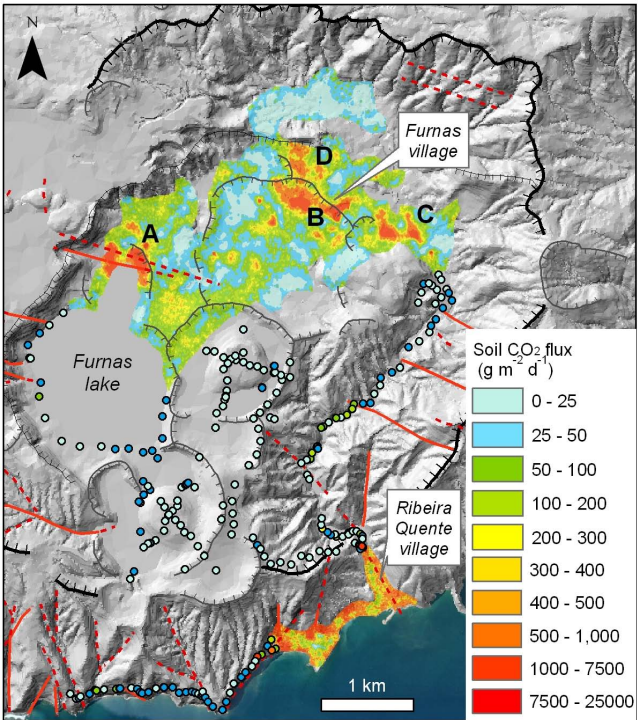 N
Furnas
village
D
A
B
C
Furnas
lake
Soil CO2 flux
(g m-2 d-1)
0 - 25
25 - 50
50 - 100
100 - 200
200 - 300
300 - 400
400 - 500
500 - 1,000
1000 - 7500
7500 - 25000
Ribeira
Quente
village
1 km